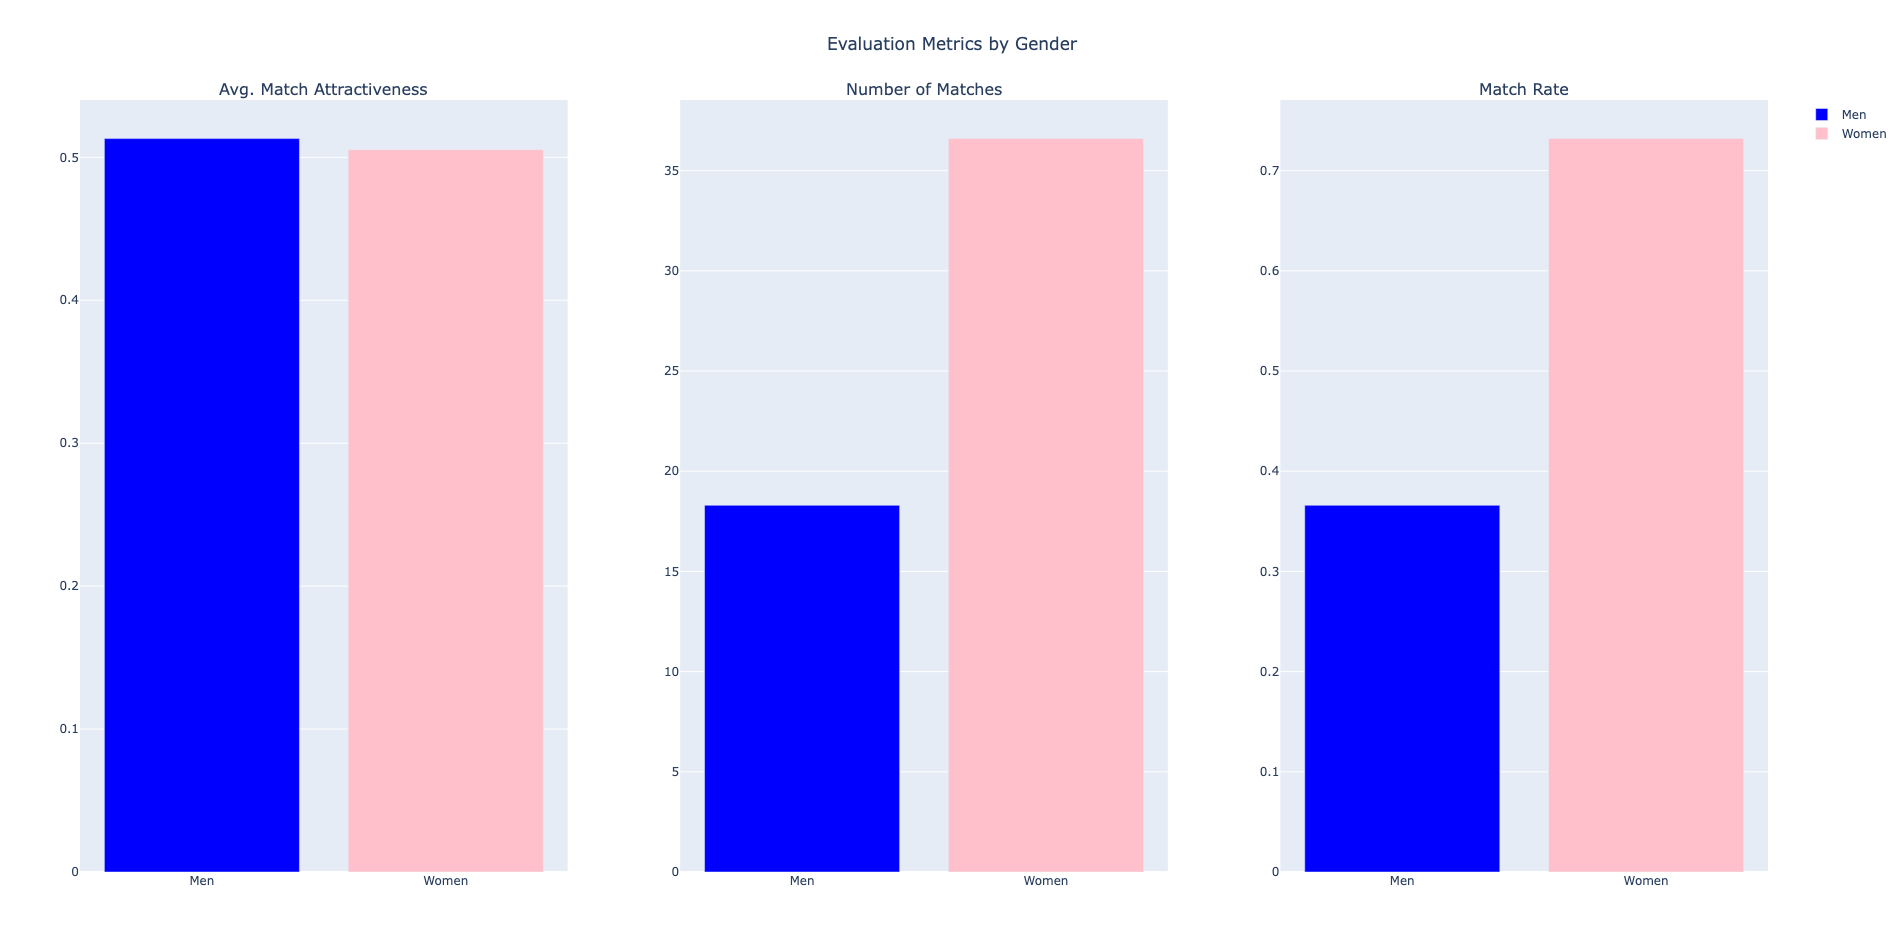 Evaluation Metrics by Gender
Avg. Match Attractiveness
0.5
0.4
0.3
0.2
0.1
0
Men
Women
Number of Matches
35
30
25
20
15
10
5
0
Men
Women
Match Rate
0.7
0.6
0.5
0.4
0.3
0.2
0.1
0
Men
Women
Men
Women